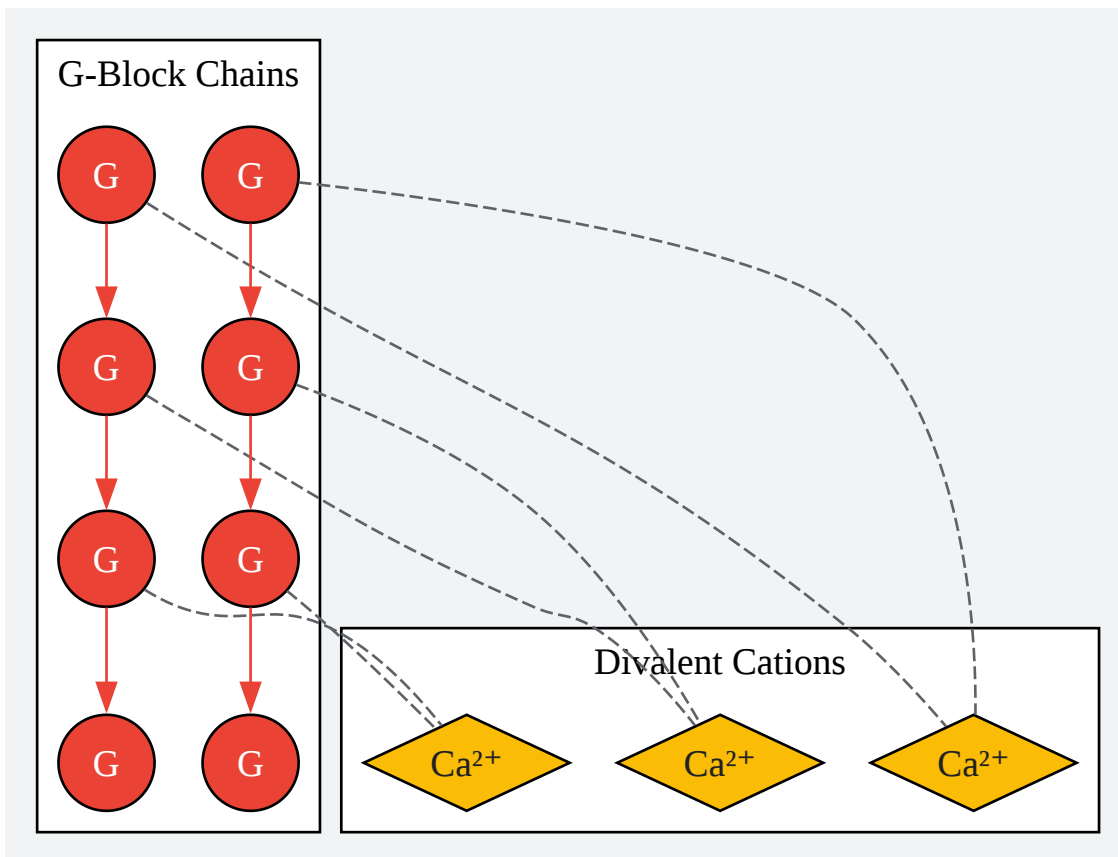 G-Block Chains
G G
G G
G G
Divalent Cations
G G Ca²⁺ Ca²⁺ Ca²⁺